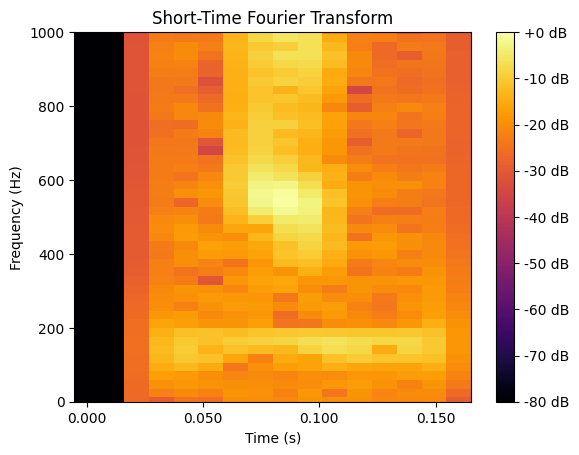 Short-Time Fourier Transform
Frequency (Hz)
1000
800
600
400
200
0
0.000
0.050
0.100
0.150
Time (s)
+0 dB
-10 dB
-20 dB
-30 dB
-40 dB
-50 dB
-60 dB
-70 dB
-80 dB